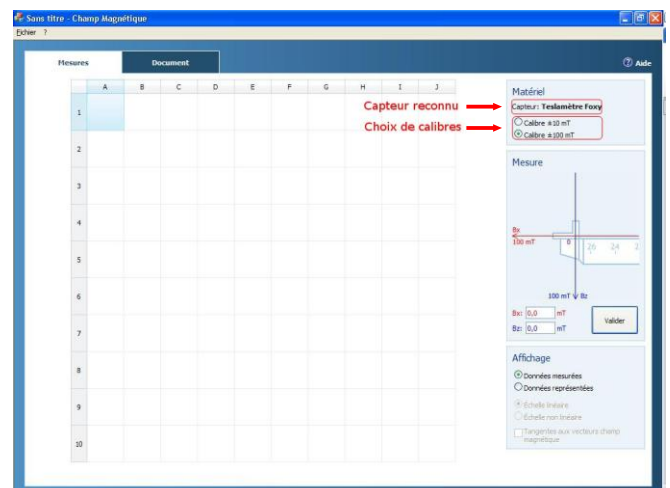 Sans titre - Champ Magnétique
Fichier ?
Mesures Document Aide
A B C D E F G H I J
1
2
3
4
5
6
7
8
9
10
Capteur reconnu
Choix de calibres
Matériel
Capteur: Teslamètre Foxy
Calibre ±10 mT
Calibre ±100 mT
Mesure
Bx
100 mT 0 26 24
100 mT Bz
Bx: 0,0 mT
Bz: 0,0 mT
Valider
Affichage
Données mesurées
Données représentées
Echelle linéaire
Echelle non linéaire
Tangentes aux vecteurs champ
magnétique